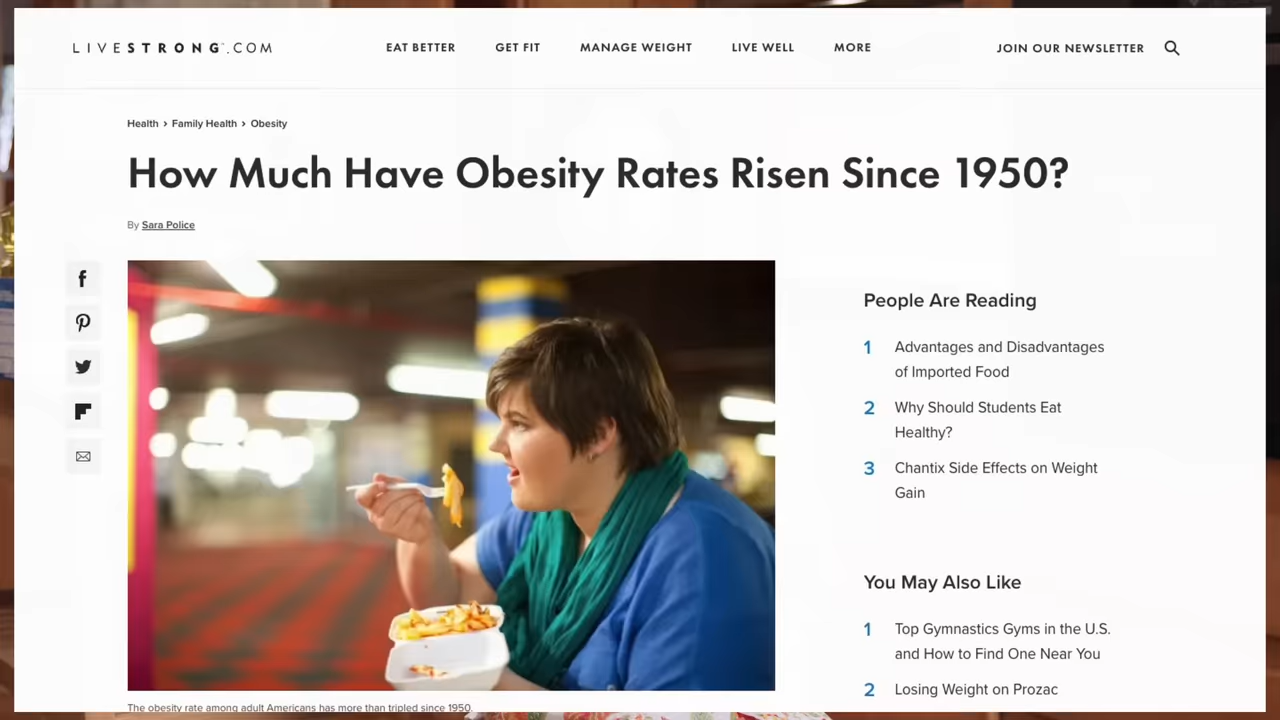 LIVESTRONG.COM
EAT BETTER
GET FIT
MANAGE WEIGHT
LIVE WELL
MORE
JOIN OUR NEWSLETTER
Health › Family Health › Obesity
How Much Have Obesity Rates Risen Since 1950?
By Sara Police
People Are Reading
1 Advantages and Disadvantages
of Imported Food
2 Why Should Students Eat
Healthy?
3 Chantix Side Effects on Weight
Gain
You May Also Like
1 Top Gymnastics Gyms in the U.S.
and How to Find One Near You
2 Losing Weight on Prozac
The obesity rate among adult Americans has more than tripled since 1950.